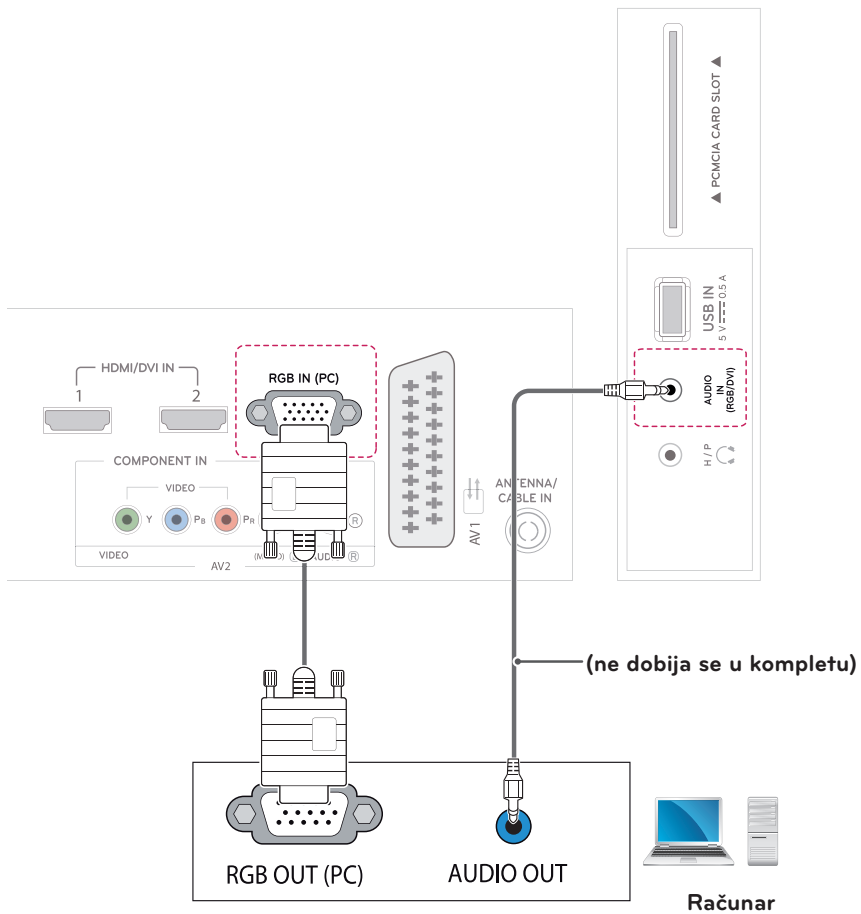 ▲ PCMCIA CARD SLOT ▲
USB IN
5 V 0.5 A
AUDIO
IN
(RGB/DVI)
H / P
HDMI/DVI IN
1
2
RGB IN (PC)
COMPONENT IN
VIDEO
Y
PB
PR
R
VIDEO
R
AV2
AV1
ANTENNA/
CABLE IN
(ne dobija se u kompletu)
RGB OUT (PC)
AUDIO OUT
Računar